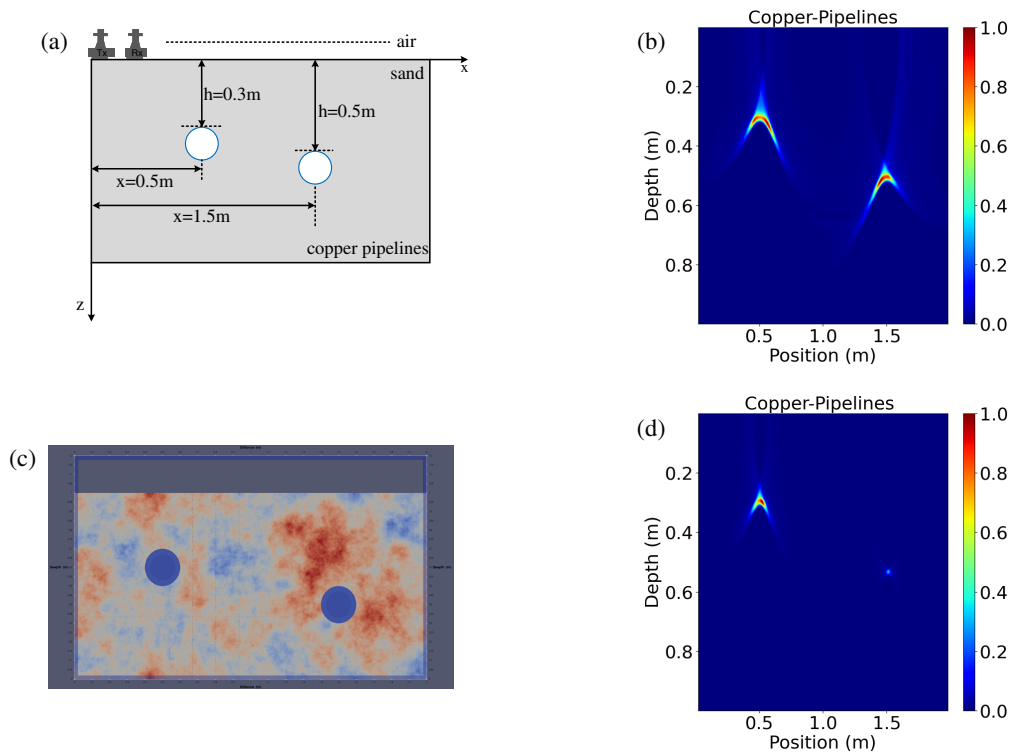 (a)
Tx
Rx
air
x
sand
h=0.3m
h=0.5m
x=0.5m
x=1.5m
copper pipelines
z
(b)
Copper-Pipelines
1.0
0.8
0.6
0.4
0.2
0.0
0.2
0.4
0.6
0.8
Depth (m)
0.5
1.0
1.5
Position (m)
(c)
(d)
Copper-Pipelines
1.0
0.8
0.6
0.4
0.2
0.0
0.2
0.4
0.6
0.8
Depth (m)
0.5
1.0
1.5
Position (m)